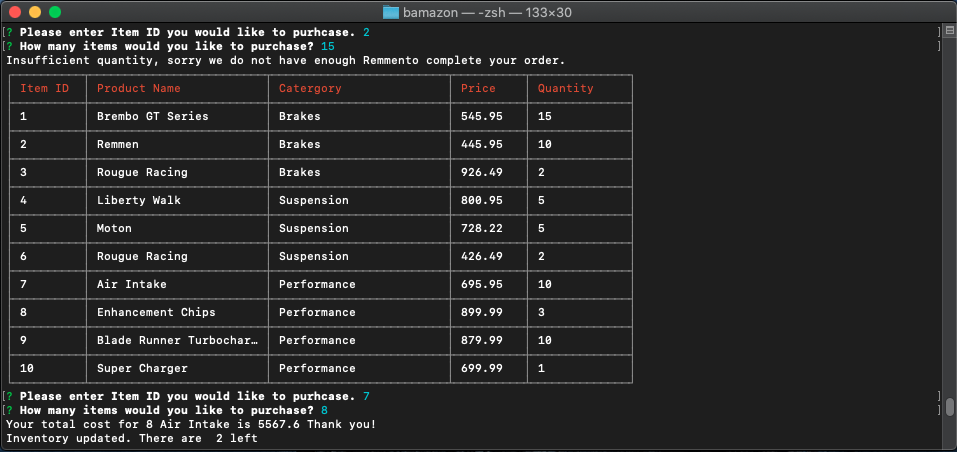 bamazon — -zsh — 133×30
[? Please enter Item ID you would like to purhcase. 2 ]
[? How many items would you like to purchase? 15 ]
Insufficient quantity, sorry we do not have enough Remmento complete your order.
Item ID Product Name Catergory Price Quantity
1 Brembo GT Series Brakes 545.95 15
2 Remmen Brakes 445.95 10
3 Rougue Racing Brakes 926.49 2
4 Liberty Walk Suspension 800.95 5
5 Moton Suspension 728.22 5
6 Rougue Racing Suspension 426.49 2
7 Air Intake Performance 695.95 10
8 Enhancement Chips Performance 899.99 3
9 Blade Runner Turbochar… Performance 879.99 10
10 Super Charger Performance 699.99 1
[? Please enter Item ID you would like to purhcase. 7 ]
[? How many items would you like to purchase? 8 ]
Your total cost for 8 Air Intake is 5567.6 Thank you!
Inventory updated. There are  2 left